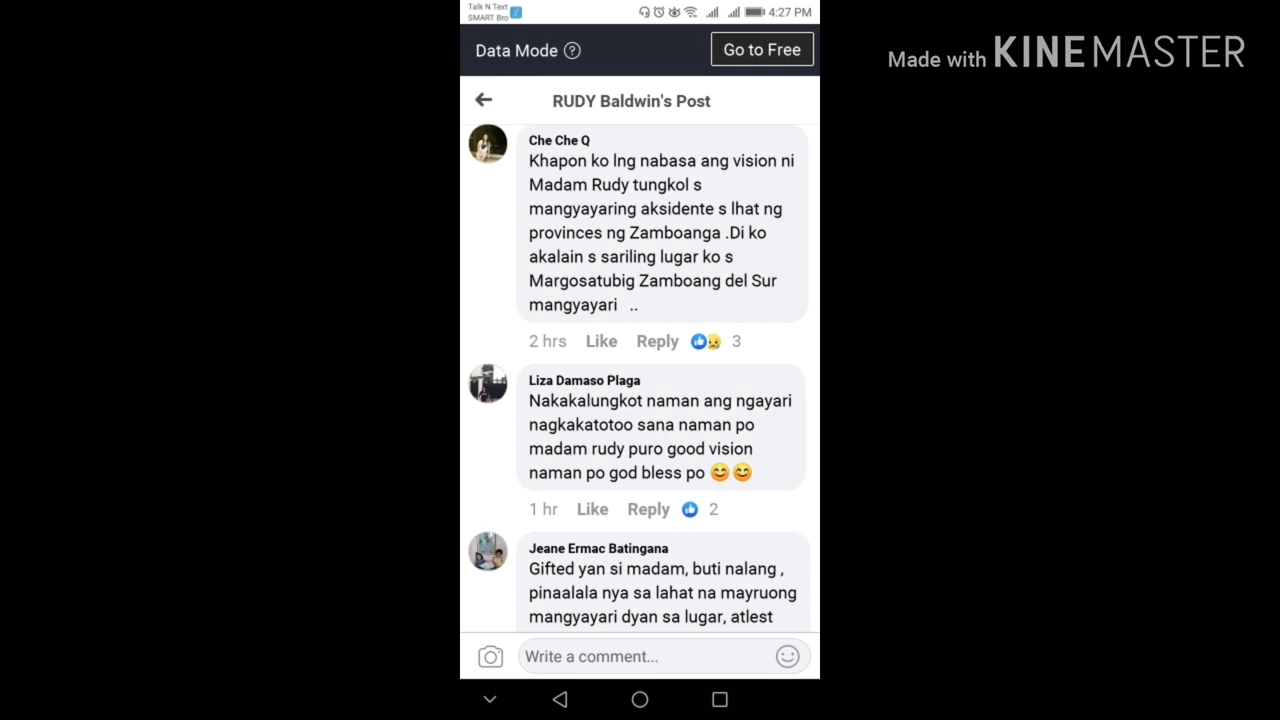 Talk N Text
SMART Bro
4:27 PM
Data Mode ?
Go to Free
Made with KINEMASTER
RUDY Baldwin's Post
Che Che Q
Khapon ko lng nabasa ang vision ni
Madam Rudy tungkol s
mangyayaring aksidente s lhat ng
provinces ng Zamboanga .Di ko
akalain s sariling lugar ko s
Margosatubig Zamboang del Sur
mangyayari ..
2 hrs Like Reply 3
Liza Damaso Plaga
Nakakalungkot naman ang ngayari
nagkakatotoo sana naman po
madam rudy puro good vision
naman po god bless po 😊😊
1 hr Like Reply 2
Jeane Ermac Batingana
Gifted yan si madam, buti nalang ,
pinaalala nya sa lahat na mayruong
mangyayari dyan sa lugar, atlest
Write a comment...